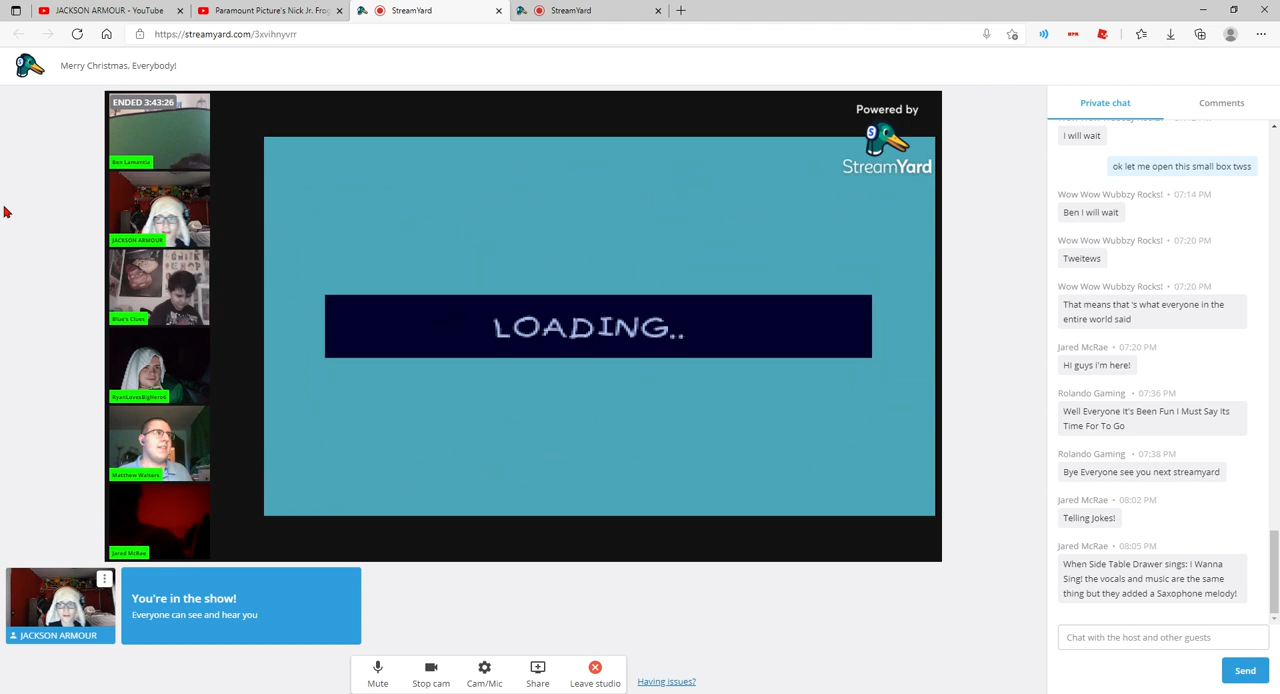 JACKSON ARMOUR - YouTube
Paramount Picture's Nick Jr. Frog
StreamYard
StreamYard
https://streamyard.com/3xvihnyvrr
Merry Christmas, Everybody!
ENDED 3:43:26
Ben Lamantia
JACKSON ARMOUR
Blue's Clues
RyanLovesBigHero6
Matthew Walters
Jared McRae
Powered by
StreamYard
LOADING..
JACKSON ARMOUR
You're in the show!
Everyone can see and hear you
Mute
Stop cam
Cam/Mic
Share
Leave studio
Having issues?
Private chat
Comments
I will wait
ok let me open this small box twss
Wow Wow Wubbzy Rocks! • 07:14 PM
Ben I will wait
Wow Wow Wubbzy Rocks! • 07:20 PM
Tweitews
Wow Wow Wubbzy Rocks! • 07:20 PM
That means that 's what everyone in the
entire world said
Jared McRae • 07:20 PM
HI guys i'm here!
Rolando Gaming • 07:36 PM
Well Everyone It's Been Fun I Must Say Its
Time For To Go
Rolando Gaming • 07:38 PM
Bye Everyone see you next streamyard
Jared McRae • 08:02 PM
Telling Jokes!
Jared McRae • 08:05 PM
When Side Table Drawer sings: I Wanna
Sing! the vocals and music are the same
thing but they added a Saxophone melody!
Chat with the host and other guests
Send